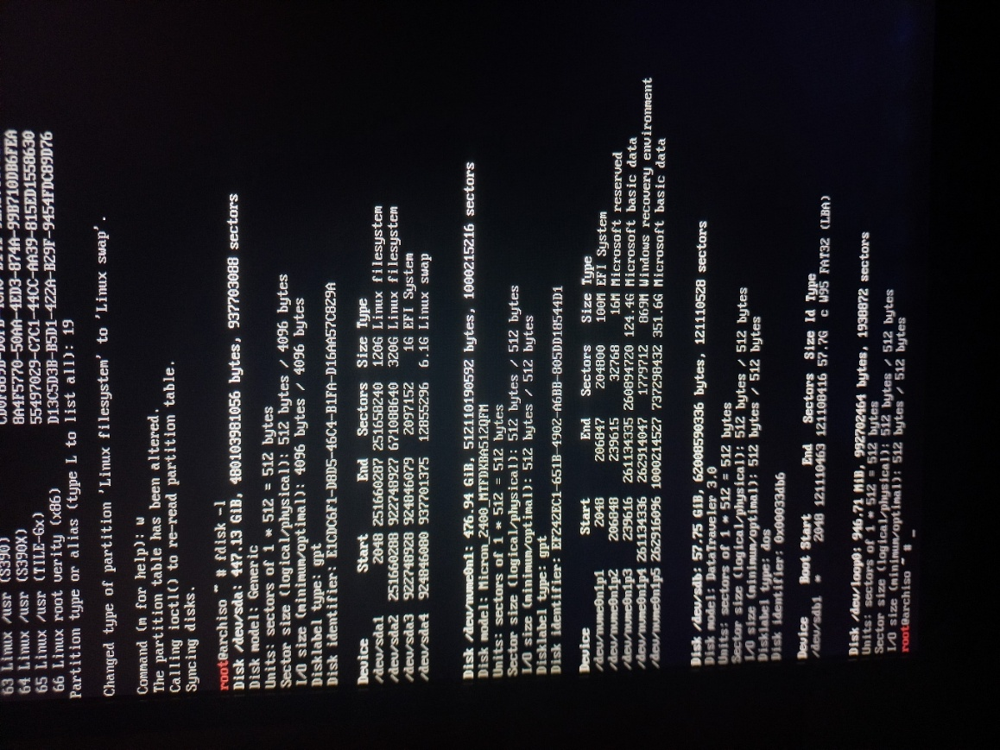 63 Linux /usr (S390)
64 Linux /usr (S390X)
65 Linux /usr (TILE-Gx)
66 Linux root verity (x86)
8A4F5770-50AA-4ED3-874A-99B710DB6FEA
55497029-C7C1-44CC-AA39-815ED1558630
D13C5D3B-B5D1-422A-B29F-9454FDC89D76
Partition type or alias (type L to list all): 19
Changed type of partition 'Linux filesystem' to 'Linux swap'.
Command (m for help): w
The partition table has been altered.
Calling ioctl() to re-read partition table.
Syncing disks.
root@archiso ~ # fdisk -l
Disk /dev/sda: 447.13 GiB, 480103981056 bytes, 937703088 sectors
Disk model: Generic
Units: sectors of 1 * 512 = 512 bytes
Sector size (logical/physical): 512 bytes / 4096 bytes
I/O size (minimum/optimal): 4096 bytes / 4096 bytes
Disklabel type: gpt
Disk identifier: E1CDC6F1-D8D5-46C4-B1FA-D16AA57C829A
Device Start End Sectors Size Type
/dev/sda1 2048 251660287 251658240 120G Linux filesystem
/dev/sda2 251660288 922748927 671088640 320G Linux filesystem
/dev/sda3 922748928 924846079 2097152 1G EFI System
/dev/sda4 924846080 937701375 12855296 6.1G Linux swap
Disk /dev/nvme0n1: 476.94 GiB, 512110190592 bytes, 1000215216 sectors
Disk model: Micron_2400_MTFDKBA512QFM
Units: sectors of 1 * 512 = 512 bytes
Sector size (logical/physical): 512 bytes / 512 bytes
I/O size (minimum/optimal): 512 bytes / 512 bytes
Disklabel type: gpt
Disk identifier: EE242EC1-651B-4902-A6BB-805DD18544D1
Device Start End Sectors Size Type
/dev/nvme0n1p1 2048 206847 204800 100M EFI System
/dev/nvme0n1p2 206848 239615 32768 16M Microsoft reserved
/dev/nvme0n1p3 239616 261134335 260894720 124.4G Microsoft basic data
/dev/nvme0n1p4 261134336 262914047 1779712 869M Windows recovery environment
/dev/nvme0n1p5 262916096 1000214527 737298432 351.6G Microsoft basic data
Disk /dev/sdb: 57.75 GiB, 62008590336 bytes, 121110528 sectors
Disk model: DataTraveler 3.0
Units: sectors of 1 * 512 = 512 bytes
Sector size (logical/physical): 512 bytes / 512 bytes
I/O size (minimum/optimal): 512 bytes / 512 bytes
Disklabel type: dos
Disk identifier: 0x00033ab6
Device Boot Start End Sectors Size Id Type
/dev/sdb1 * 2048 121110463 121108416 57.7G c W95 FAT32 (LBA)
Disk /dev/loop0: 946.71 MiB, 992702464 bytes, 1938872 sectors
Units: sectors of 1 * 512 = 512 bytes
Sector size (logical/physical): 512 bytes / 512 bytes
I/O size (minimum/optimal): 512 bytes / 512 bytes
root@archiso ~ # _